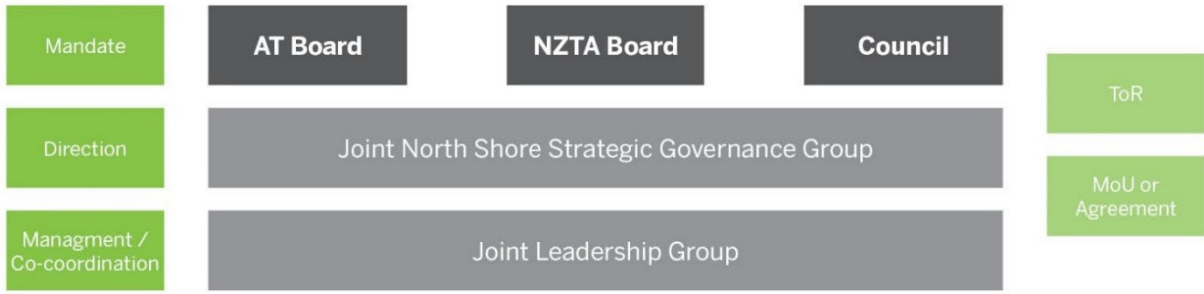 Mandate
AT Board
NZTA Board
Council
ToR
Direction
Joint North Shore Strategic Governance Group
MoU or
Agreement
Managment /
Co-coordination
Joint Leadership Group